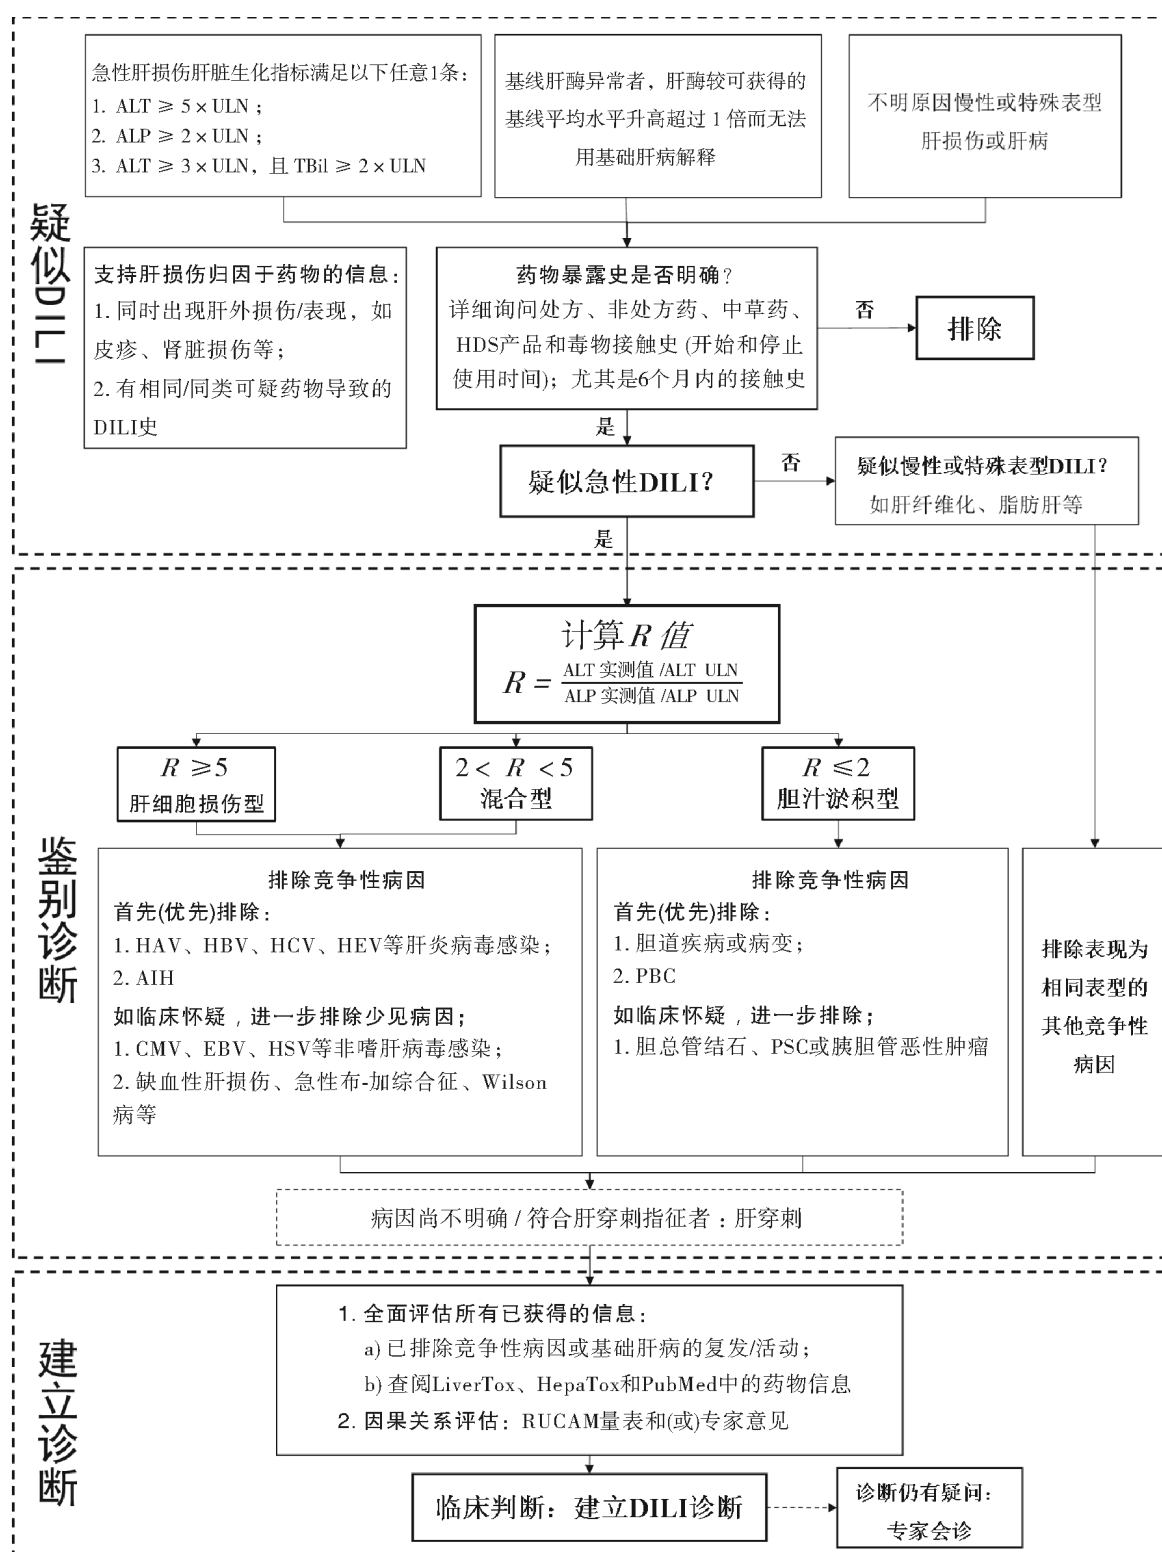 疑似DILI
急性肝损伤肝脏生化指标满足以下任意1条：
1. ALT ≥ 5 × ULN；
2. ALP ≥ 2 × ULN；
3. ALT ≥ 3 × ULN，且 TBil ≥ 2 × ULN
基线肝酶异常者，肝酶较可获得的
基线平均水平升高超过 1 倍而无法
用基础肝病解释
不明原因慢性或特殊表型
肝损伤或肝病
支持肝损伤归因于药物的信息：
1. 同时出现肝外损伤/表现，如
皮疹、肾脏损伤等；
2. 有相同/同类可疑药物导致的
DILI史
药物暴露史是否明确？
详细询问处方、非处方药、中草药、
HDS产品和毒物接触史 (开始和停止
使用时间)；尤其是6个月内的接触史
否
排除
是
疑似急性DILI？
否
疑似慢性或特殊表型DILI？
如肝纤维化、脂肪肝等
是
鉴别诊断
计算R 值
R = ALT 实测值 /ALT ULN
ALP 实测值 /ALP ULN
R ≥5
肝细胞损伤型
2 < R < 5
混合型
R ≤2
胆汁淤积型
排除竞争性病因
首先(优先)排除：
1. HAV、HBV、HCV、HEV等肝炎病毒感染；
2. AIH
如临床怀疑，进一步排除少见病因；
1. CMV、EBV、HSV等非嗜肝病毒感染；
2. 缺血性肝损伤、急性布-加综合征、Wilson
病等
排除竞争性病因
首先(优先)排除：
1. 胆道疾病或病变；
2. PBC
如临床怀疑，进一步排除；
1. 胆总管结石、PSC或胰胆管恶性肿瘤
排除表现为
相同表型的
其他竞争性
病因
病因尚不明确 / 符合肝穿刺指征者：肝穿刺
建立诊断
1. 全面评估所有已获得的信息：
a) 已排除竞争性病因或基础肝病的复发/活动；
b) 查阅LiverTox、HepaTox和PubMed中的药物信息
2. 因果关系评估：RUCAM量表和(或)专家意见
临床判断：建立DILI诊断
诊断仍有疑问：
专家会诊